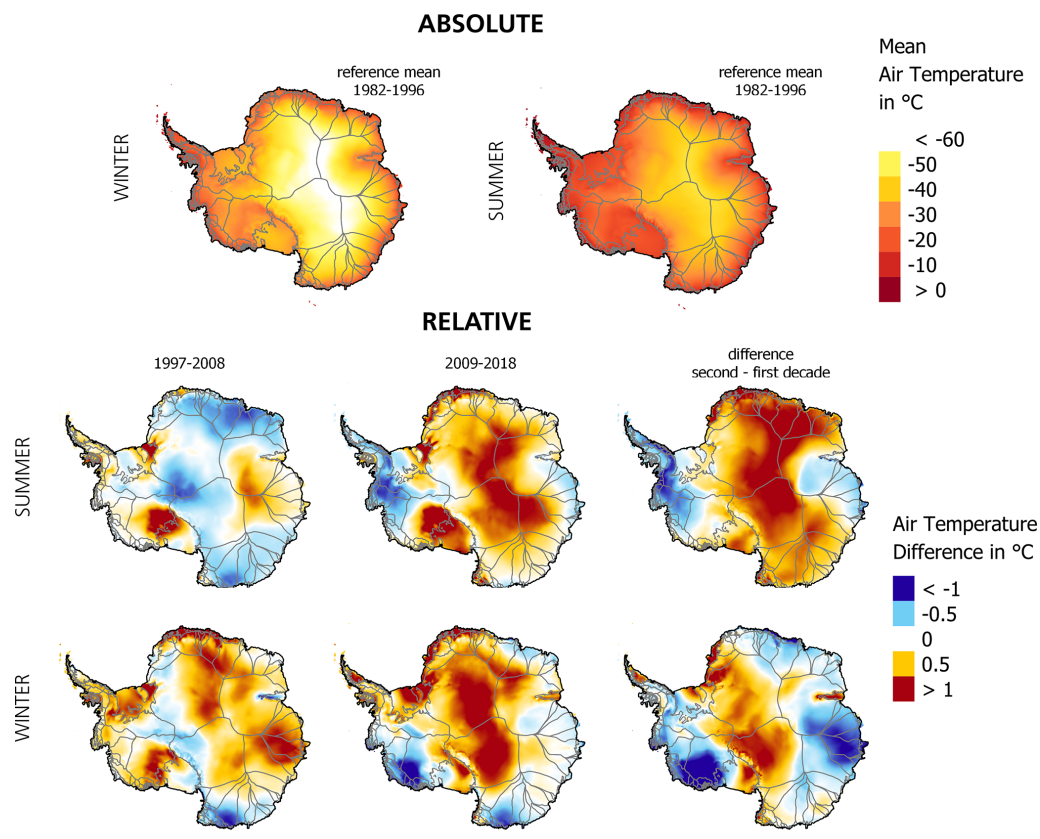 ABSOLUTE
reference mean
1982-1996
reference mean
1982-1996
WINTER
SUMMER
Mean
Air Temperature
in °C
< -60
-50
-40
-30
-20
-10
> 0
RELATIVE
1997-2008
2009-2018
difference
second - first decade
SUMMER
WINTER
Air Temperature
Difference in °C
< -1
-0.5
0
0.5
> 1